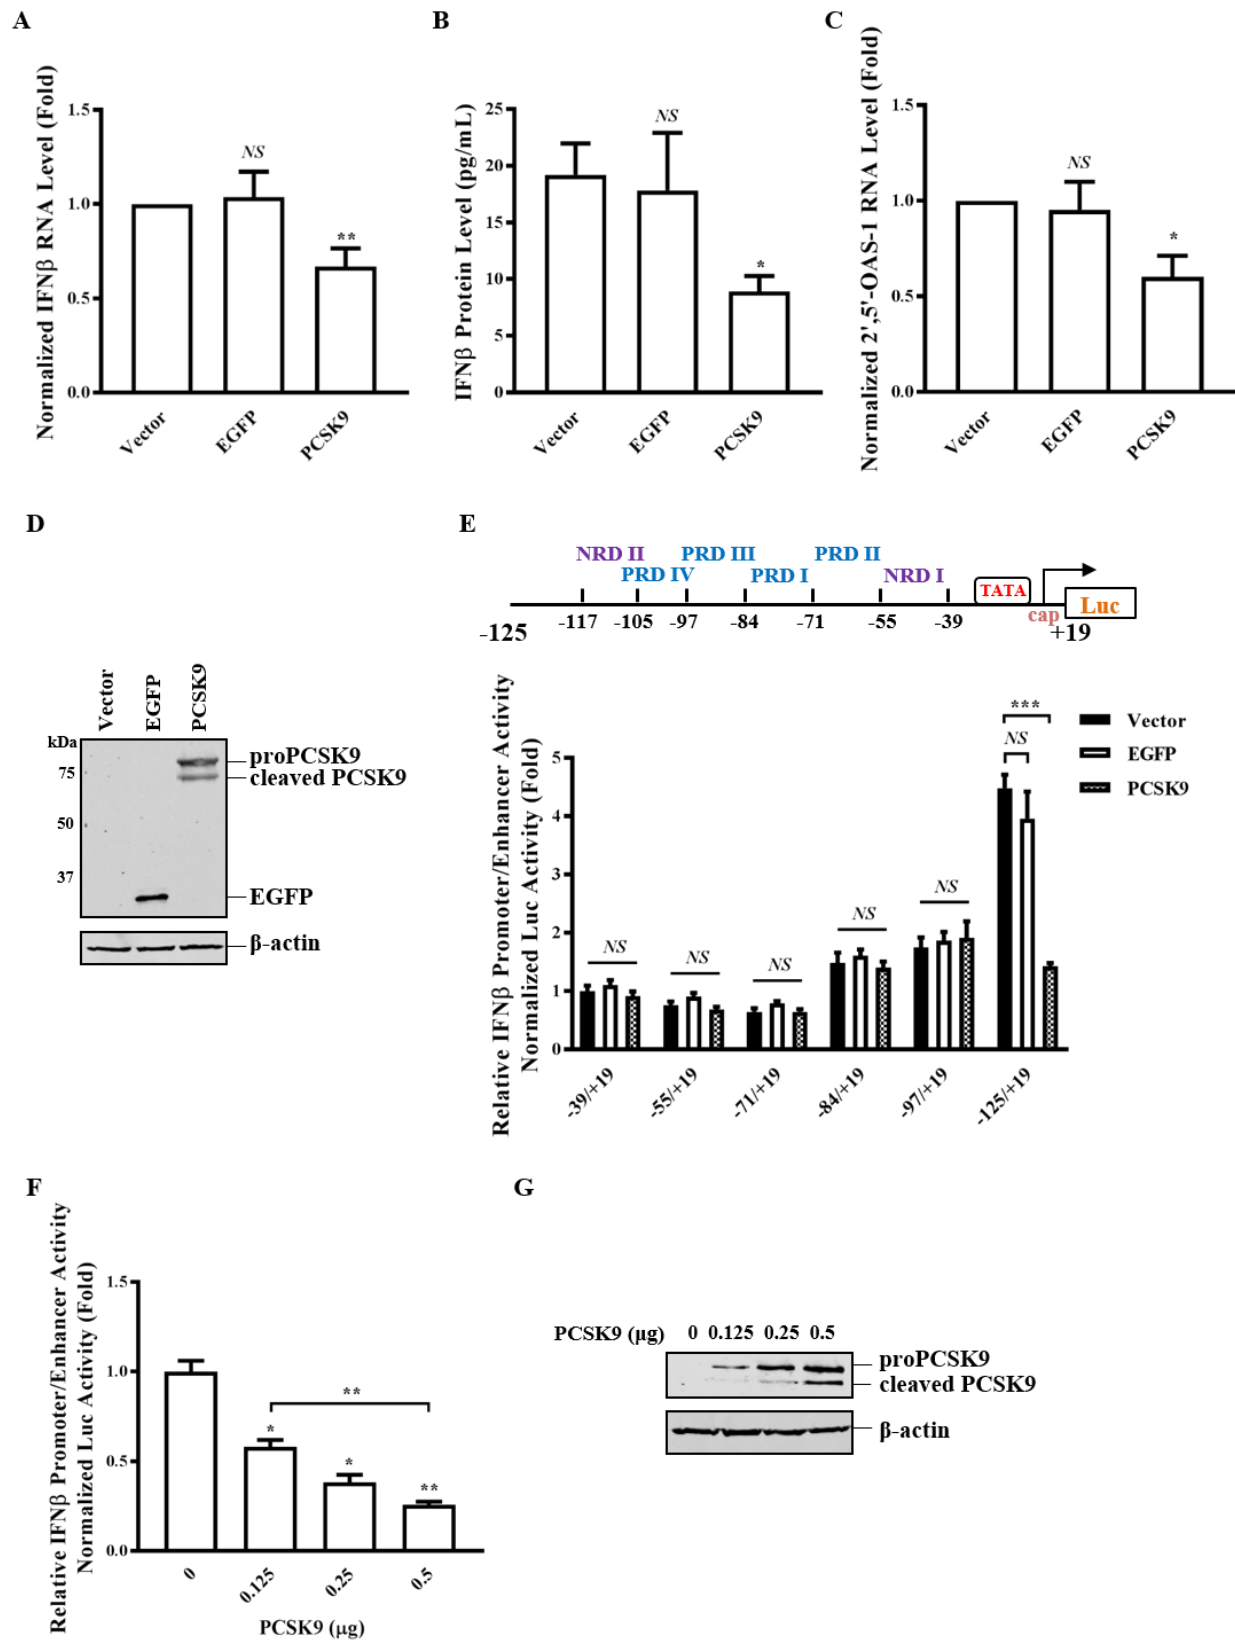 A
Normalized IFNβ RNA Level (Fold)
1.5
1.0
0.5
0.0
NS
**
Vector
EGFP
PCSK9
B
IFNβ Protein Level (pg/mL)
25
20
15
10
5
0
NS
*
Vector
EGFP
PCSK9
C
Normalized 2',5'-OAS-1 RNA Level (Fold)
1.5
1.0
0.5
0.0
NS
*
Vector
EGFP
PCSK9
D
Vector
EGFP
PCSK9
kDa
75
50
37
proPCSK9
cleaved PCSK9
EGFP
β-actin
E
NRD II PRD III PRD II
PRD IV PRD I NRD I
TATA
cap
Luc
-125 -117 -105 -97 -84 -71 -55 -39 +19
Relative IFNβ Promoter/Enhancer Activity
Normalized Luc Activity (Fold)
5
4
3
2
1
0
NS
NS
NS
NS
NS
NS
***
Vector
EGFP
PCSK9
-39/+19
-55/+19
-71/+19
-84/+19
-97/+19
-125/+19
F
Relative IFNβ Promoter/Enhancer Activity
Normalized Luc Activity (Fold)
1.5
1.0
0.5
0.0
*
*
**
**
0
0.125
0.25
0.5
PCSK9 (μg)
G
PCSK9 (μg) 0 0.125 0.25 0.5
proPCSK9
cleaved PCSK9
β-actin